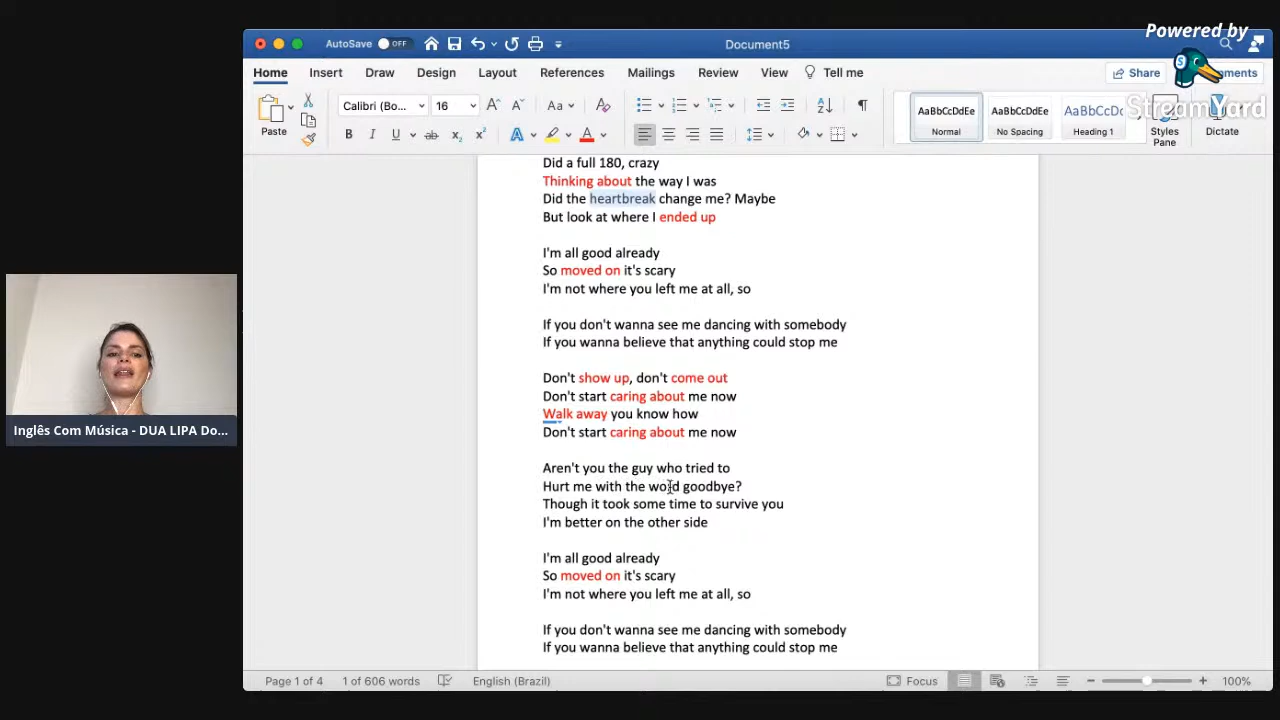 Powered by
StreamYard
AutoSave OFF
Document5
Home Insert Draw Design Layout References Mailings Review View Tell me
Share
Paste
Calibri (Bo... 16
AaBbCcDdEe AaBbCcDdEe AaBbCcDc
Normal No Spacing Heading 1
Styles Pane
Dictate
Did a full 180, crazy
Thinking about the way I was
Did the heartbreak change me? Maybe
But look at where I ended up
I'm all good already
So moved on it's scary
I'm not where you left me at all, so
If you don't wanna see me dancing with somebody
If you wanna believe that anything could stop me
Don't show up, don't come out
Don't start caring about me now
Walk away you know how
Don't start caring about me now
Aren't you the guy who tried to
Hurt me with the word goodbye?
Though it took some time to survive you
I'm better on the other side
I'm all good already
So moved on it's scary
I'm not where you left me at all, so
If you don't wanna see me dancing with somebody
If you wanna believe that anything could stop me
Inglês Com Música - DUA LIPA Do...
Page 1 of 4 1 of 606 words English (Brazil) Focus 100%